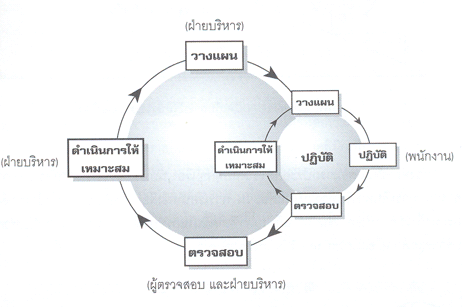 (ฝ่ายบริหาร)
วางแผน
วางแผน
(ฝ่ายบริหาร)
ดำเนินการให้
เหมาะสม
ดำเนินการให้
เหมาะสม
ปฏิบัติ
ปฏิบัติ
(พนักงาน)
ตรวจสอบ
ตรวจสอบ
(ผู้ตรวจสอบ และฝ่ายบริหาร)